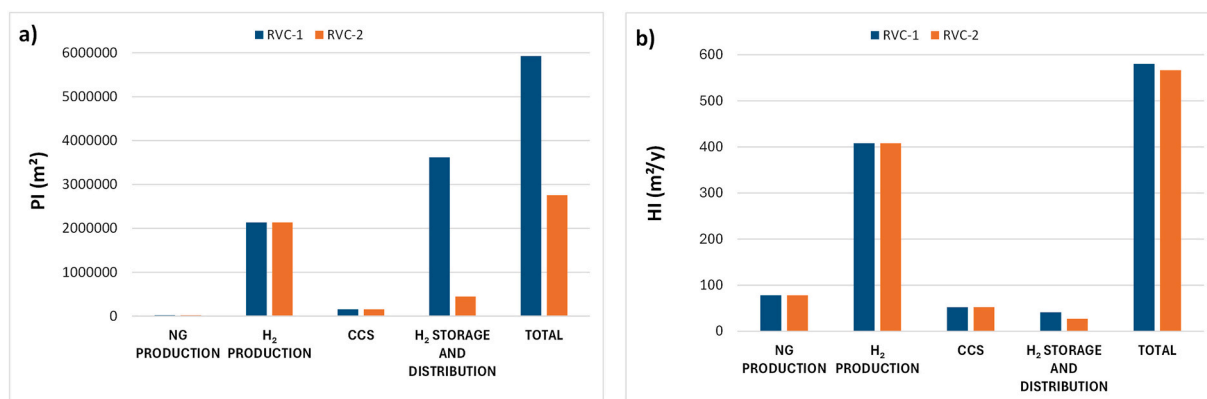 a)
RVC-1 RVC-2
6000000
5000000
4000000
3000000
2000000
1000000
0
PI (m²)
NG PRODUCTION
H₂ PRODUCTION
CCS
H₂ STORAGE AND DISTRIBUTION
TOTAL
b)
RVC-1 RVC-2
600
500
400
300
200
100
0
HI (m²/y)
NG PRODUCTION
H₂ PRODUCTION
CCS
H₂ STORAGE AND DISTRIBUTION
TOTAL